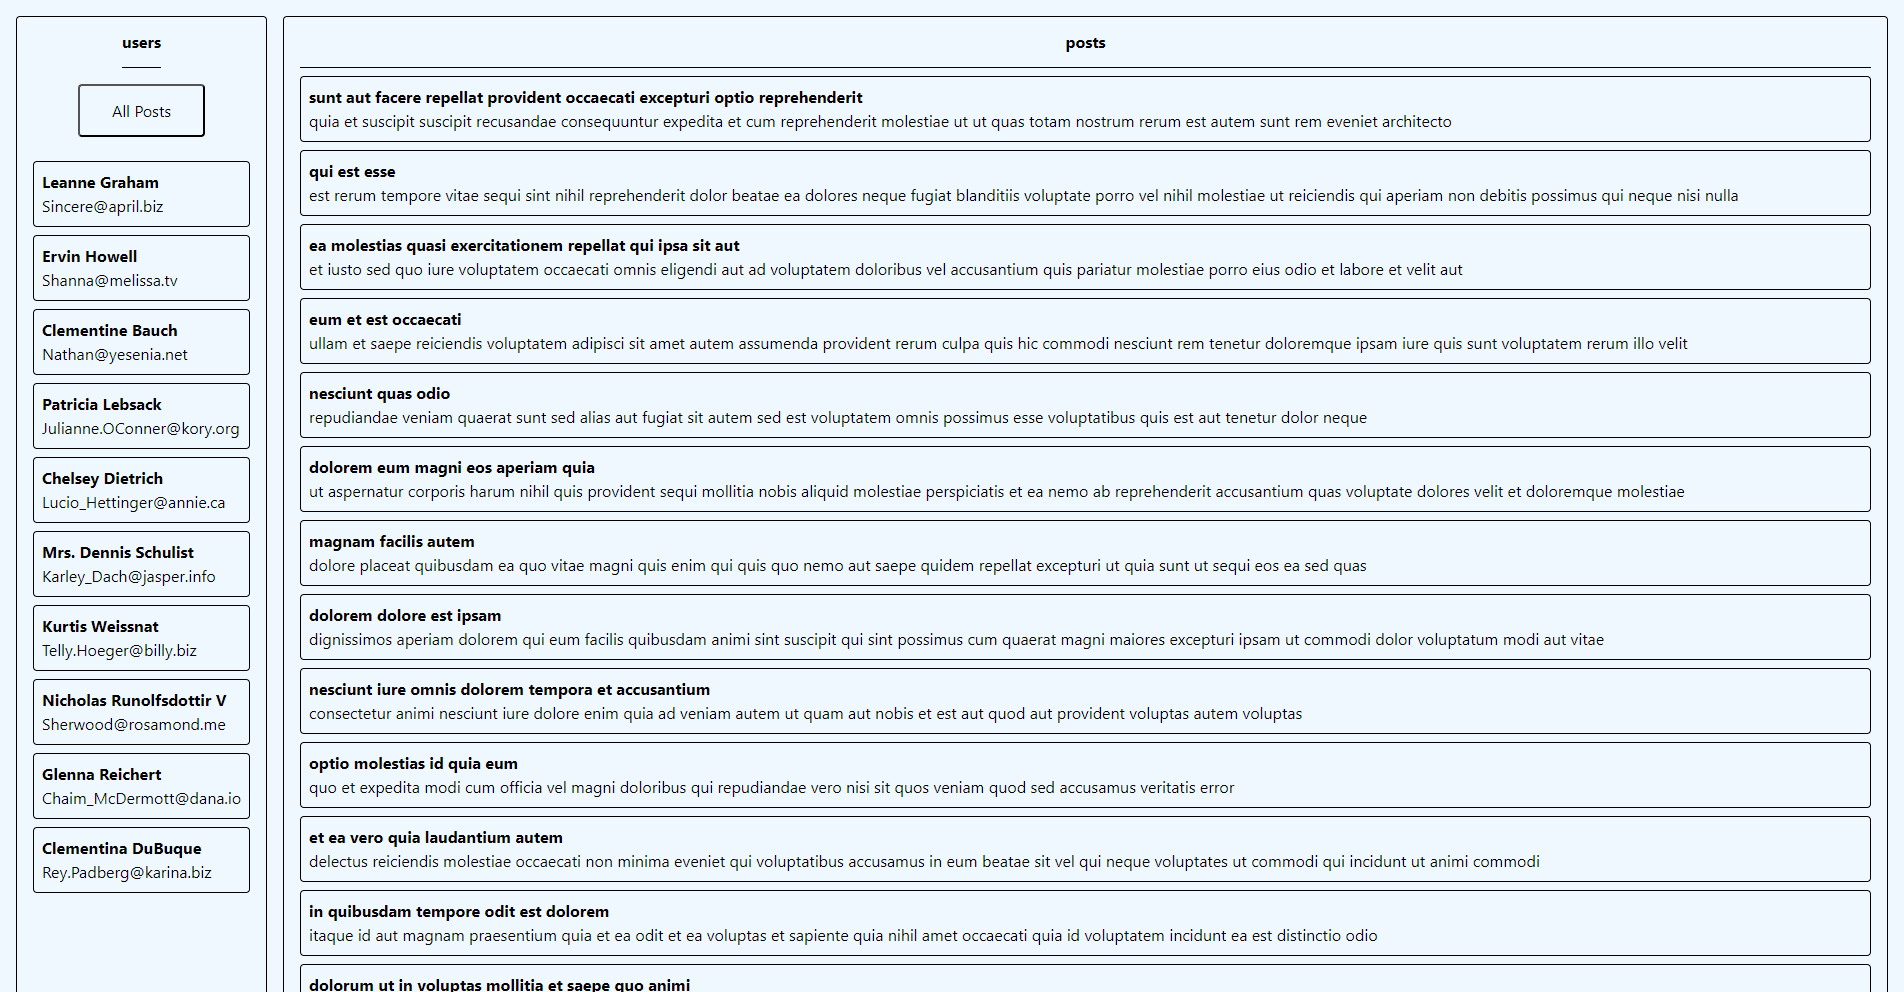 users
All Posts
Leanne Graham
Sincere@april.biz
Ervin Howell
Shanna@melissa.tv
Clementine Bauch
Nathan@yesenia.net
Patricia Lebsack
Julianne.OConner@kory.org
Chelsey Dietrich
Lucio_Hettinger@annie.ca
Mrs. Dennis Schulist
Karley_Dach@jasper.info
Kurtis Weissnat
Telly.Hoeger@billy.biz
Nicholas Runolfsdottir V
Sherwood@rosamond.me
Glenna Reichert
Chaim_McDermott@dana.io
Clementina DuBuque
Rey.Padberg@karina.biz
posts
sunt aut facere repellat provident occaecati excepturi optio reprehenderit
quia et suscipit suscipit recusandae consequuntur expedita et cum reprehenderit molestiae ut ut quas totam nostrum rerum est autem sunt rem eveniet architecto
qui est esse
est rerum tempore vitae sequi sint nihil reprehenderit dolor beatae ea dolores neque fugiat blanditiis voluptate porro vel nihil molestiae ut reiciendis qui aperiam non debitis possimus qui neque nisi nulla
ea molestias quasi exercitationem repellat qui ipsa sit aut
et iusto sed quo iure voluptatem occaecati omnis eligendi aut ad voluptatem doloribus vel accusantium quis pariatur molestiae porro eius odio et labore et velit aut
eum et est occaecati
ullam et saepe reiciendis voluptatem adipisci sit amet autem assumenda provident rerum culpa quis hic commodi nesciunt rem tenetur doloremque ipsam iure quis sunt voluptatem rerum illo velit
nesciunt quas odio
repudiandae veniam quaerat sunt sed alias aut fugiat sit autem sed est voluptatem omnis possimus esse voluptatibus quis est aut tenetur dolor neque
dolorem eum magni eos aperiam quia
ut aspernatur corporis harum nihil quis provident sequi mollitia nobis aliquid molestiae perspiciatis et ea nemo ab reprehenderit accusantium quas voluptate dolores velit et doloremque molestiae
magnam facilis autem
dolore placeat quibusdam ea quo vitae magni quis enim qui quis quo nemo aut saepe quidem repellat excepturi ut quia sunt ut sequi eos ea sed quas
dolorem dolore est ipsam
dignissimos aperiam dolorem qui eum facilis quibusdam animi sint suscipit qui sint possimus cum quaerat magni maiores excepturi ipsam ut commodi dolor voluptatum modi aut vitae
nesciunt iure omnis dolorem tempora et accusantium
consectetur animi nesciunt iure dolore enim quia ad veniam autem ut quam aut nobis et est aut quod aut provident voluptas autem voluptas
optio molestias id quia eum
quo et expedita modi cum officia vel magni doloribus qui repudiandae vero nisi sit quos veniam quod sed accusamus veritatis error
et ea vero quia laudantium autem
delectus reiciendis molestiae occaecati non minima eveniet qui voluptatibus accusamus in eum beatae sit vel qui neque voluptates ut commodi qui incidunt ut animi commodi
in quibusdam tempore odit est dolorem
itaque id aut magnam praesentium quia et ea odit et ea voluptas et sapiente quia nihil amet occaecati quia id voluptatem incidunt ea est distinctio odio
dolorum ut in voluptas mollitia et saepe quo animi